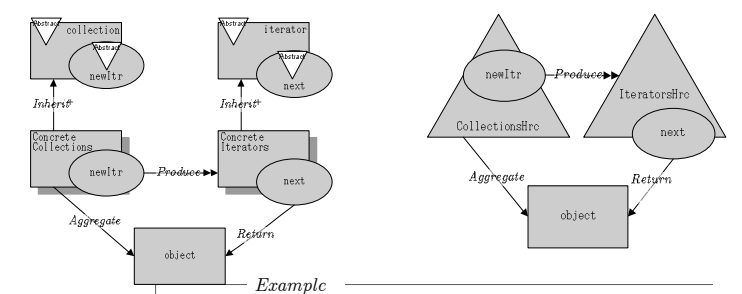 Abstract
collection
Abstract
newItr
Abstract
iterator
Abstract
next
Inherit+
Inherit+
Concrete
Collections
newItr
Produce
Concrete
Iterators
next
Aggregate
Return
object
newItr
Produce
IteratorsHrc
CollectionsHrc
next
Aggregate
Return
object
Example